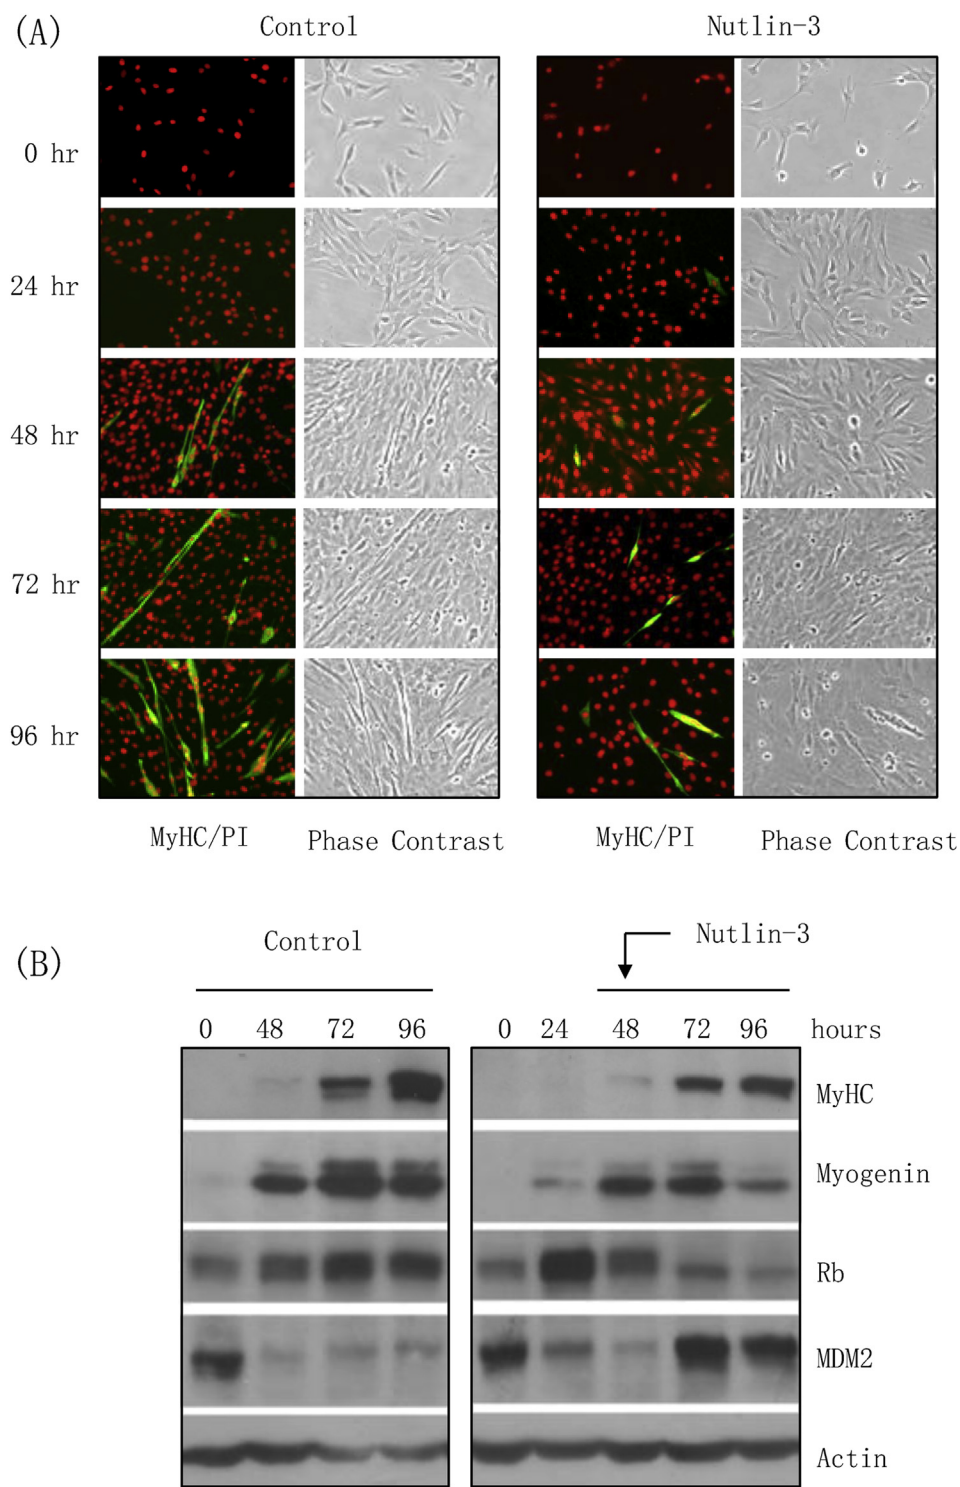 (A)
Control
Nutlin-3
0 hr
24 hr
48 hr
72 hr
96 hr
MyHC/PI
Phase Contrast
MyHC/PI
Phase Contrast
(B)
Control
Nutlin-3
0 48 72 96
0 24 48 72 96 hours
MyHC
Myogenin
Rb
MDM2
Actin